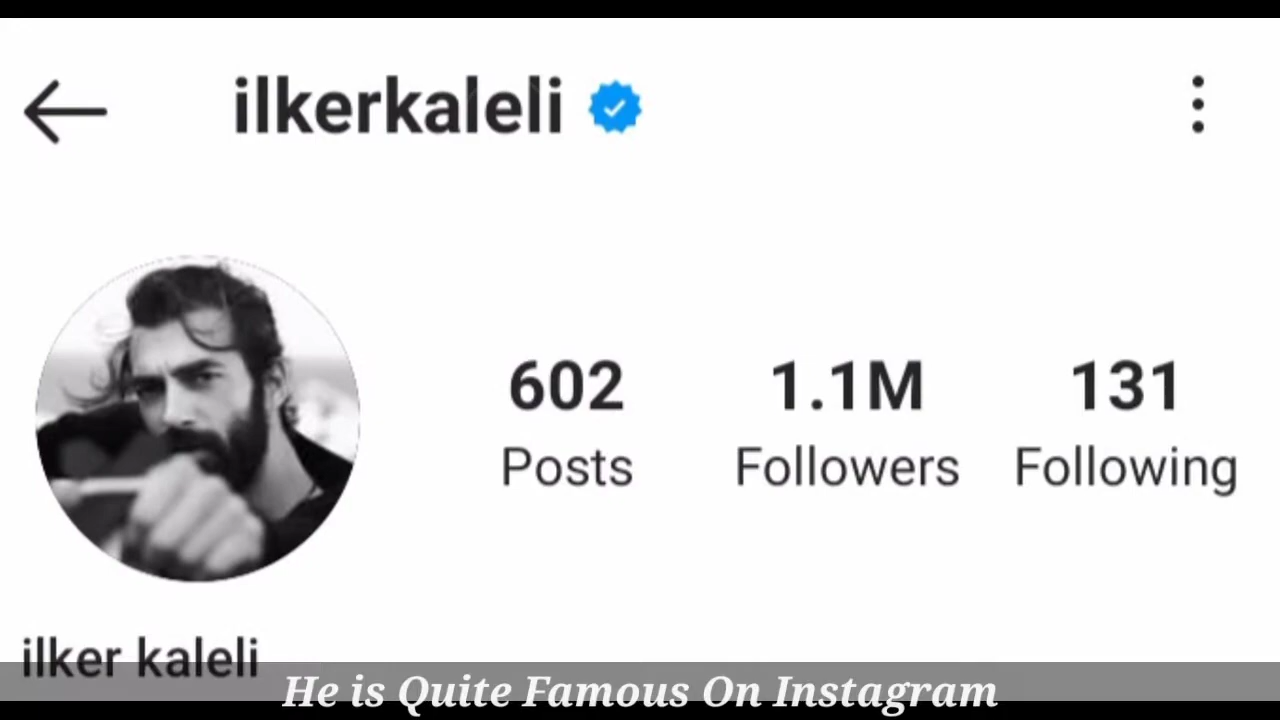 ilkerkaleli
602 1.1M 131
Posts Followers Following
ilker kaleli
He is Quite Famous On Instagram